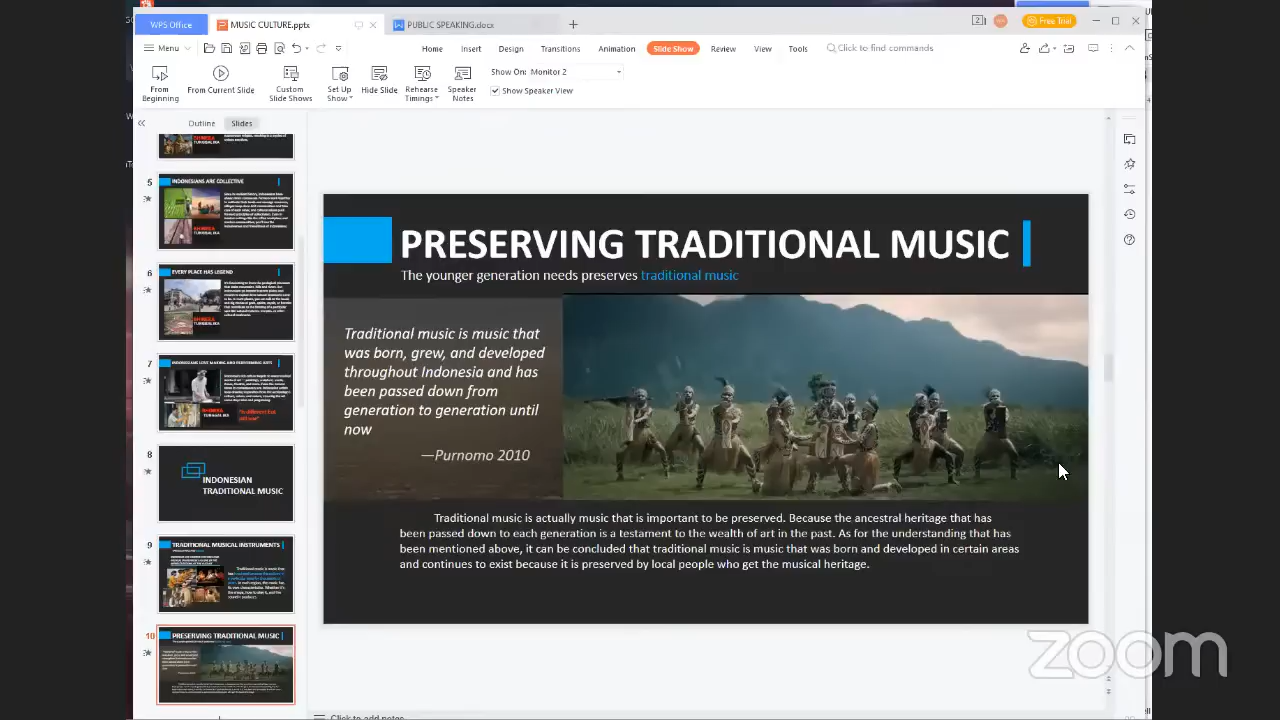 WPS Office
MUSIC CULTURE.pptx
PUBLIC SPEAKING.docx
Free Trial
Menu
Home
Insert
Design
Transitions
Animation
Slide Show
Review
View
Tools
Click to find commands
From Beginning
From Current Slide
Custom Slide Shows
Set Up Show
Hide Slide
Rehearse Timings
Speaker Notes
Show On: Monitor 2
Show Speaker View
Outline
Slides
5
INDONESIANS ARE COLLECTIVE
6
EVERY PLACE HAS LEGEND
7
INDONESIANS LOVE MAKING AND PERFORMING ARTS
8
INDONESIAN
TRADITIONAL MUSIC
9
TRADITIONAL MUSICAL INSTRUMENTS
10
PRESERVING TRADITIONAL MUSIC
PRESERVING TRADITIONAL MUSIC
The younger generation needs preserves traditional music
Traditional music is music that
was born, grew, and developed
throughout Indonesia and has
been passed down from
generation to generation until
now
—Purnomo 2010
Traditional music is actually music that is important to be preserved. Because the ancestral heritage that has
been passed down to each generation is a testament to the wealth of art in the past. As for the understanding that has
been mentioned above, it can be concluded that traditional music is music that was born and developed in certain areas
and continues to exist because it is preserved by local people who get the musical heritage.
zoom
Click to add notes